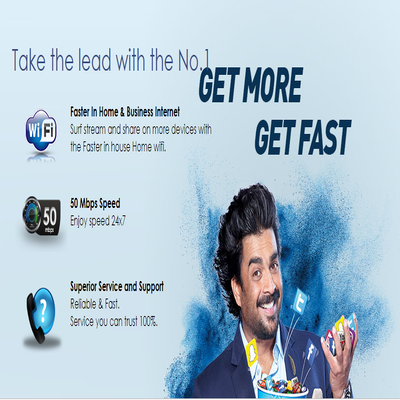 Take the lead with the No.1
GET MORE
GET FAST
Faster In Home & Business Internet
Surf stream and share on more devices with
the Faster in house Home wifi.
Wi Fi
50 Mbps Speed
Enjoy speed 24x7
50
mbps
Superior Service and Support
Reliable & Fast.
Service you can trust 100%.
?